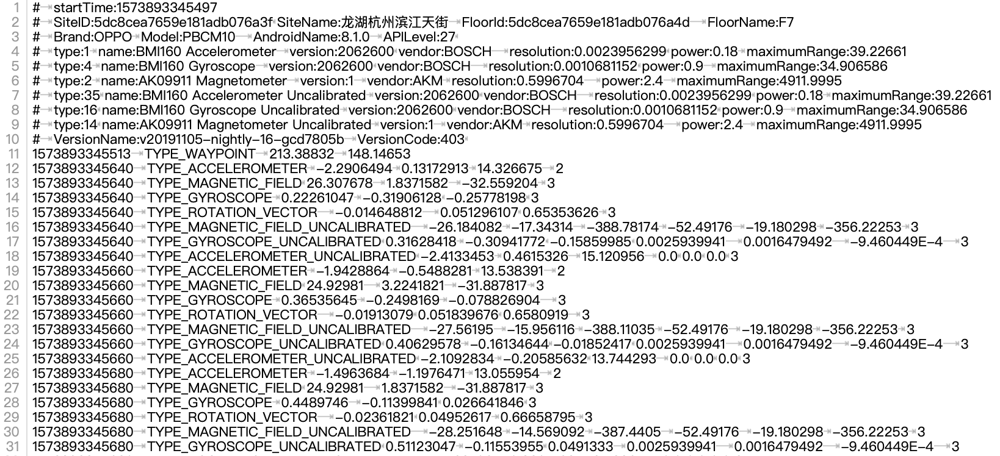 1 # startTime:1573893345497
2 # SiteID:5dc8cea7659e181adb076a3f SiteName:龙湖杭州滨江天街 FloorId:5dc8cea7659e181adb076a4d FloorName:F7
3 # Brand:OPPO Model:PBCM10 AndroidName:8.1.0 APILevel:27
4 # type:1 name:BMI160 Accelerometer version:2062600 vendor:BOSCH resolution:0.0023956299 power:0.18 maximumRange:39.22661
5 # type:4 name:BMI160 Gyroscope version:2062600 vendor:BOSCH resolution:0.0010681152 power:0.9 maximumRange:34.906586
6 # type:2 name:AK09911 Magnetometer version:1 vendor:AKM resolution:0.5996704 power:2.4 maximumRange:4911.9995
7 # type:35 name:BMI160 Accelerometer Uncalibrated version:2062600 vendor:BOSCH resolution:0.0023956299 power:0.18 maximumRange:39.22661
8 # type:16 name:BMI160 Gyroscope Uncalibrated version:2062600 vendor:BOSCH resolution:0.0010681152 power:0.9 maximumRange:34.906586
9 # type:14 name:AK09911 Magnetometer Uncalibrated version:1 vendor:AKM resolution:0.5996704 power:2.4 maximumRange:4911.9995
10 # VersionName:v20191105-nightly-16-gcd7805b VersionCode:403
11 1573893345513 TYPE_WAYPOINT 213.38832 148.14653
12 1573893345640 TYPE_ACCELEROMETER -2.2906494 0.13172913 14.326675 2
13 1573893345640 TYPE_MAGNETIC_FIELD 26.307678 1.8371582 -32.559204 3
14 1573893345640 TYPE_GYROSCOPE 0.22261047 -0.31906128 -0.25778198 3
15 1573893345640 TYPE_ROTATION_VECTOR -0.014648812 0.051296107 0.65353626 3
16 1573893345640 TYPE_MAGNETIC_FIELD_UNCALIBRATED -26.184082 -17.34314 -388.78174 -52.49176 -19.180298 -356.22253 3
17 1573893345640 TYPE_GYROSCOPE_UNCALIBRATED 0.31628418 -0.30941772 -0.15859985 0.0025939941 0.0016479492 -9.460449E-4 3
18 1573893345640 TYPE_ACCELEROMETER_UNCALIBRATED -2.4133453 0.4615326 15.120956 0.0 0.0 0.0 3
19 1573893345660 TYPE_ACCELEROMETER -1.9428864 -0.5488281 13.538391 2
20 1573893345660 TYPE_MAGNETIC_FIELD 24.92981 3.2241821 -31.887817 3
21 1573893345660 TYPE_GYROSCOPE 0.36535645 -0.2498169 -0.078826904 3
22 1573893345660 TYPE_ROTATION_VECTOR -0.01913079 0.051839676 0.6580919 3
23 1573893345660 TYPE_MAGNETIC_FIELD_UNCALIBRATED -27.56195 -15.956116 -388.11035 -52.49176 -19.180298 -356.22253 3
24 1573893345660 TYPE_GYROSCOPE_UNCALIBRATED 0.40629578 -0.16134644 -0.01852417 0.0025939941 0.0016479492 -9.460449E-4 3
25 1573893345660 TYPE_ACCELEROMETER_UNCALIBRATED -2.1092834 -0.20585632 13.744293 0.0 0.0 0.0 3
26 1573893345680 TYPE_ACCELEROMETER -1.4963684 -1.1976471 13.055954 2
27 1573893345680 TYPE_MAGNETIC_FIELD 24.92981 1.8371582 -31.887817 3
28 1573893345680 TYPE_GYROSCOPE 0.4489746 -0.11399841 0.026641846 3
29 1573893345680 TYPE_ROTATION_VECTOR -0.02361821 0.04952617 0.66658795 3
30 1573893345680 TYPE_MAGNETIC_FIELD_UNCALIBRATED -28.251648 -14.569092 -387.4405 -52.49176 -19.180298 -356.22253 3
31 1573893345680 TYPE_GYROSCOPE_UNCALIBRATED 0.51123047 -0.11553955 0.0491333 0.0025939941 0.0016479492 -9.460449E-4 3